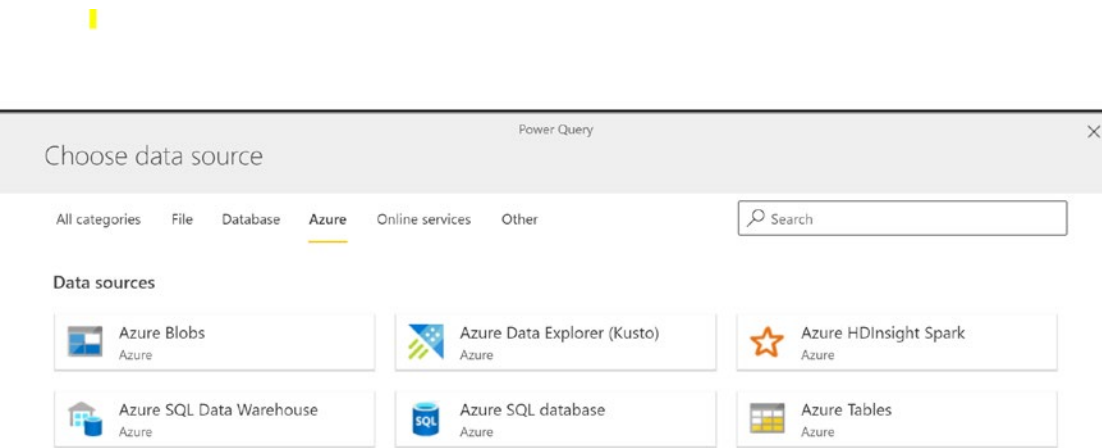 Power Query
Choose data source
All categories File Database Azure Online services Other Search
Data sources
Azure Blobs
Azure
Azure Data Explorer (Kusto)
Azure
Azure HDInsight Spark
Azure
Azure SQL Data Warehouse
Azure
SQL
Azure SQL database
Azure
Azure Tables
Azure